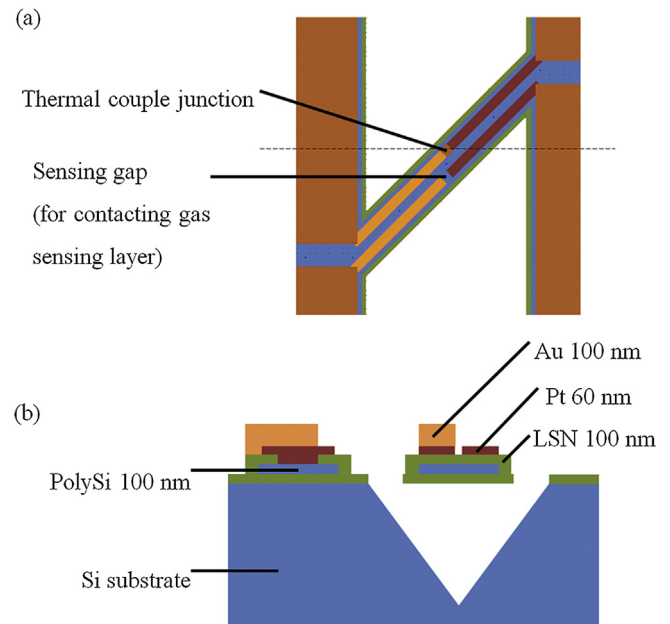 (a)
Thermal couple junction
Sensing gap
(for contacting gas
sensing layer)
Au 100 nm
(b)
Pt 60 nm
LSN 100 nm
PolySi 100 nm
Si substrate